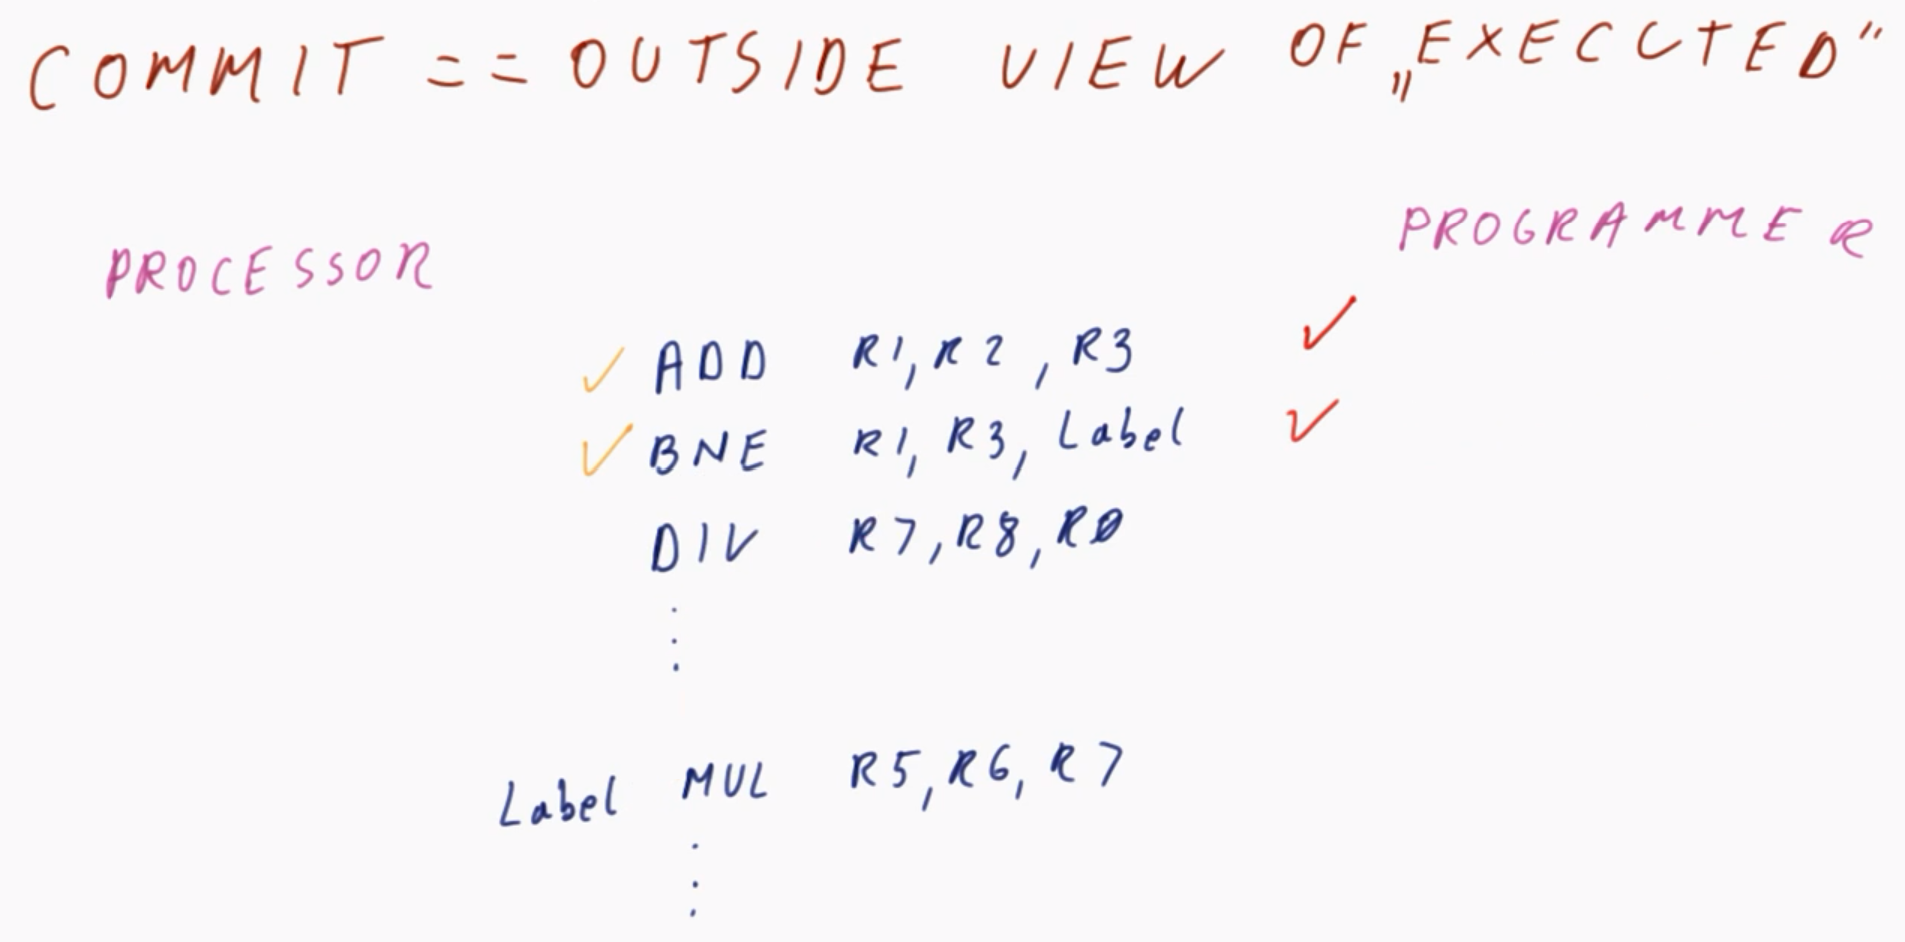 COMMIT == OUTSIDE VIEW OF „EXECUTED"
PROCESSOR
PROGRAMMER
✓ ADD R1, R2, R3 ✓
✓ BNE R1, R3, Label ✓
DIV R7, R8, R0
⋮
Label MUL R5, R6, R7
⋮